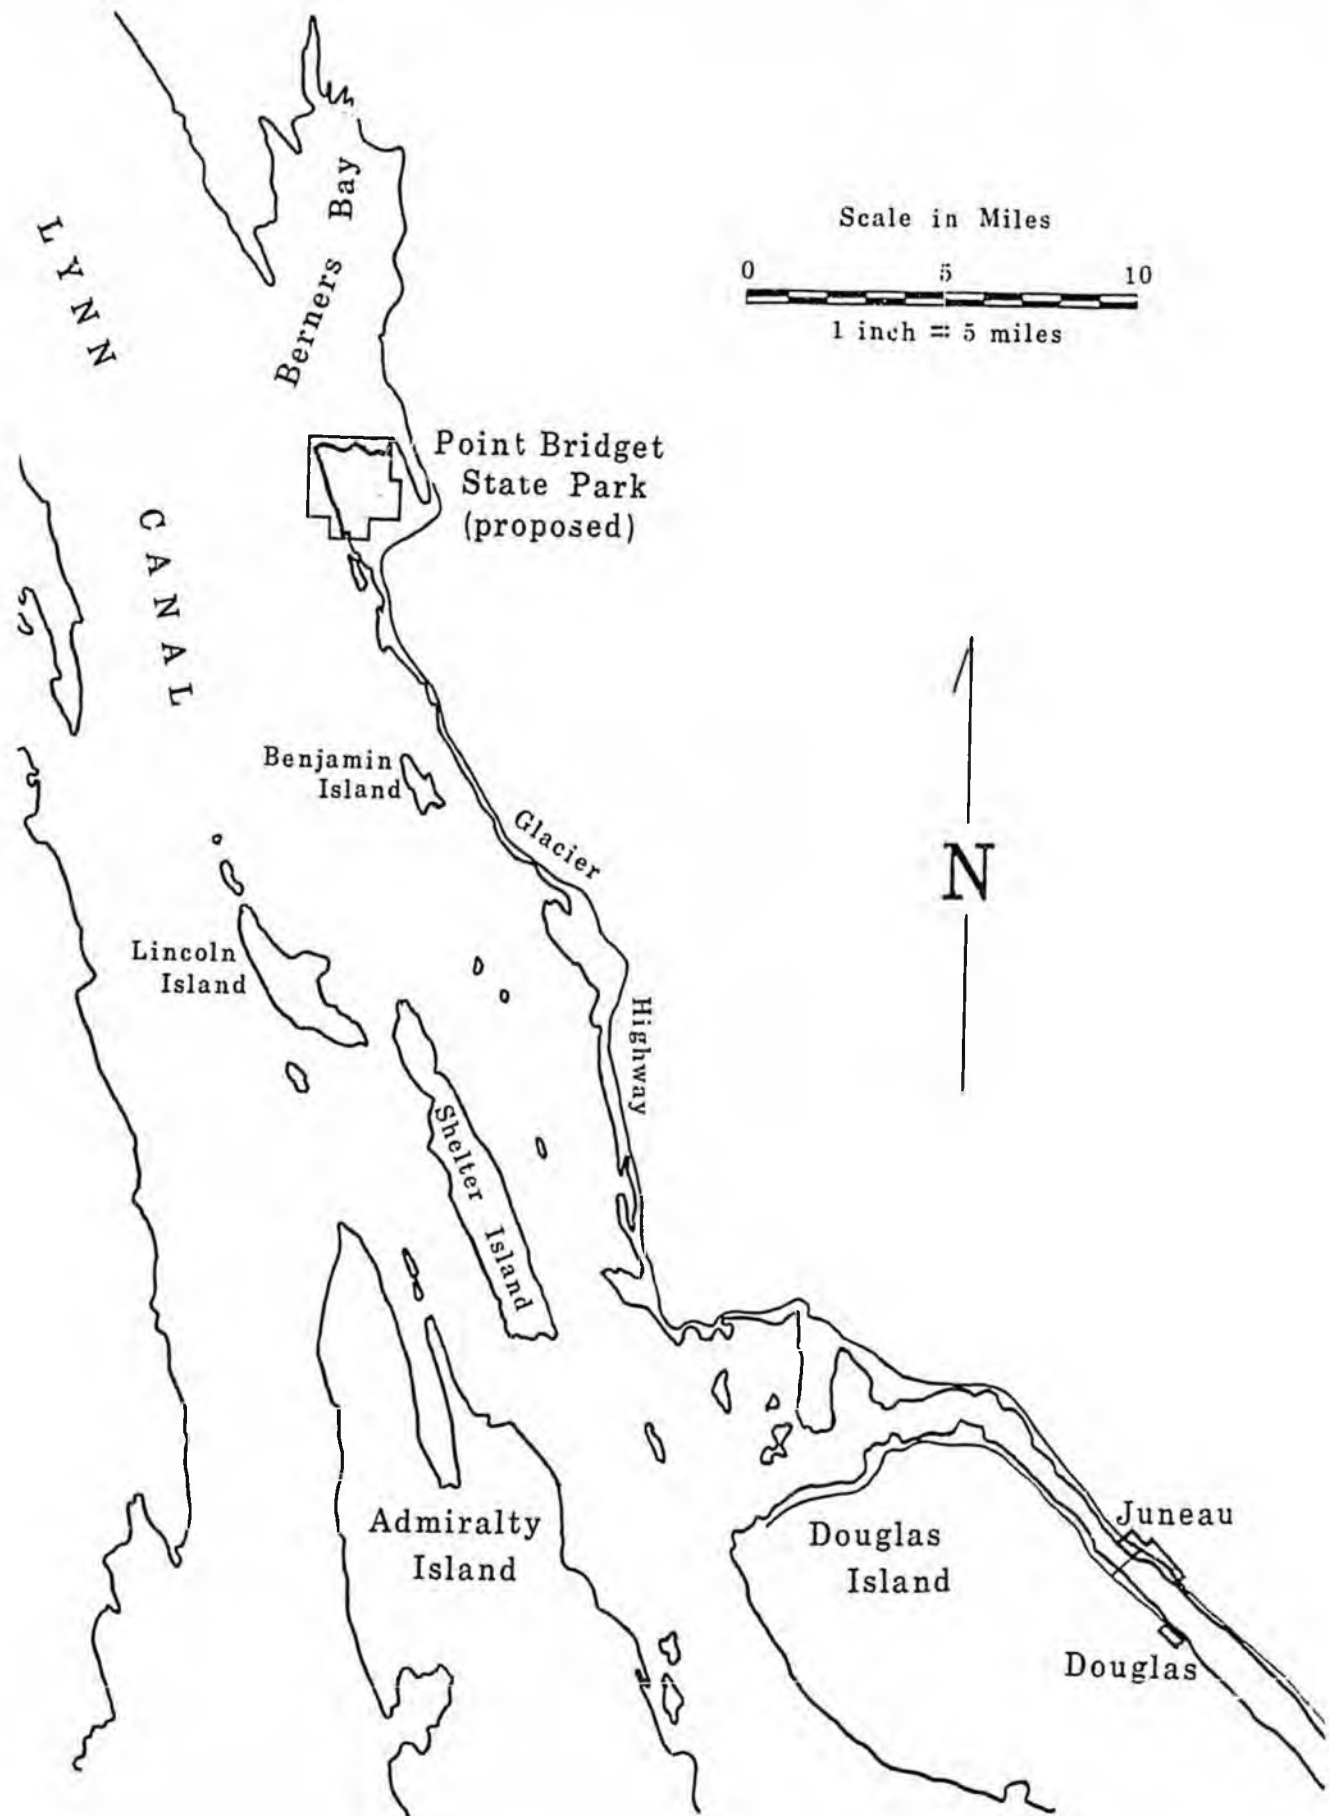 Berners Bay
LYNN
CANAL
Scale in Miles
0 5 10
1 inch = 5 miles
Point Bridget
State Park
(proposed)
Benjamin
Island
Glacier
Highway
Lincoln
Island
Shelter Island
N
Admiralty
Island
Douglas
Island
Juneau
Douglas